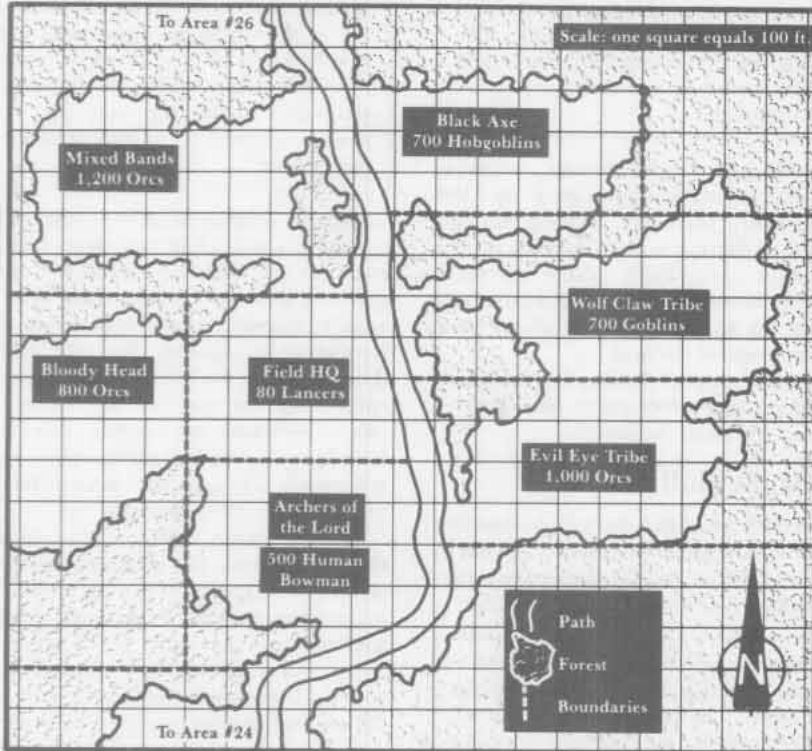 To Area #26
Scale: one square equals 100 ft.
Black Axe
700 Hobgoblins
Mixed Bands
1,200 Orcs
Wolf Claw Tribe
700 Goblins
Bloody Head
800 Orcs
Field HQ
80 Lancers
Evil Eye Tribe
1,000 Orcs
Archers of
the Lord
500 Human
Bowman
Path
Forest
Boundaries
N
To Area #24